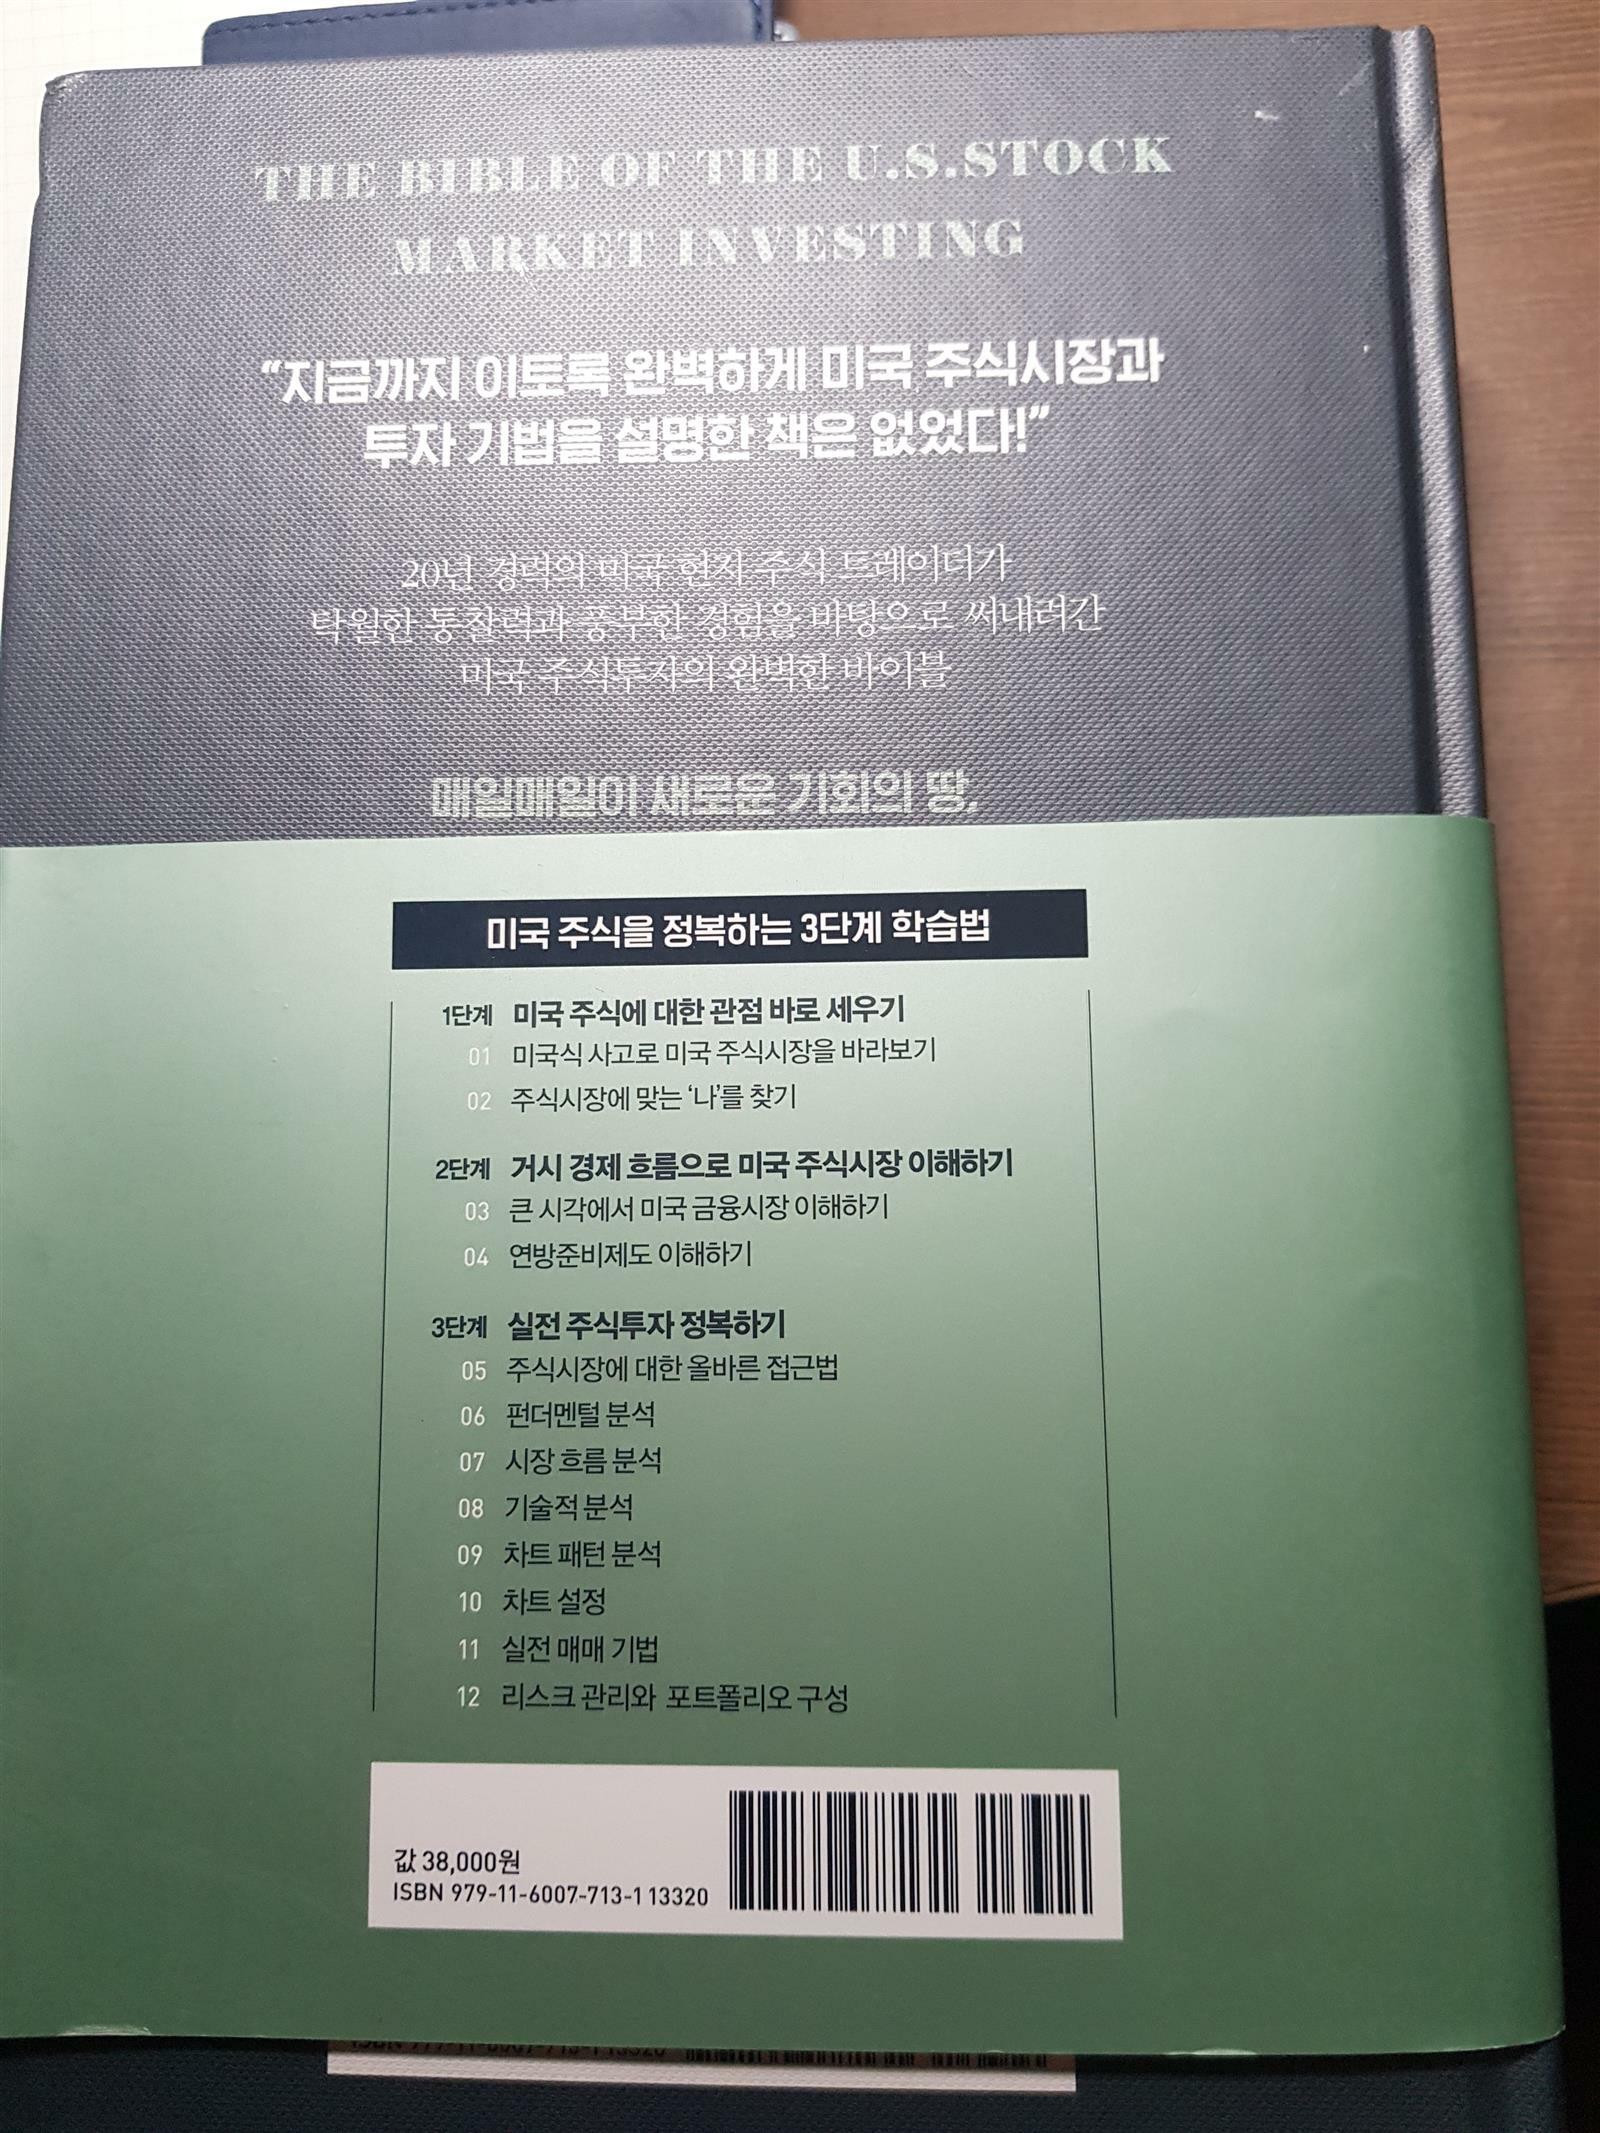 THE BIBLE OF THE U.S.STOCK
MARKET INVESTING
“지금까지 이토록 완벽하게 미국 주식시장과
투자 기법을 설명한 책은 없었다!”
20년 경력의 미국 현지 주식 트레이더가
탁월한 통찰력과 풍부한 경험을 바탕으로 써내려간
미국 주식투자의 완벽한 바이블
매일매일이 새로운 기회의 땅,
미국 주식을 정복하는 3단계 학습법
1단계 미국 주식에 대한 관점 바로 세우기
01 미국식 사고로 미국 주식시장을 바라보기
02 주식시장에 맞는 ‘나’를 찾기
2단계 거시 경제 흐름으로 미국 주식시장 이해하기
03 큰 시각에서 미국 금융시장 이해하기
04 연방준비제도 이해하기
3단계 실전 주식투자 정복하기
05 주식시장에 대한 올바른 접근법
06 펀더멘털 분석
07 시장 흐름 분석
08 기술적 분석
09 차트 패턴 분석
10 차트 설정
11 실전 매매 기법
12 리스크 관리와 포트폴리오 구성
값 38,000원
ISBN 979-11-6007-713-1 13320
ISBN 979-11-6007-713-1 13320